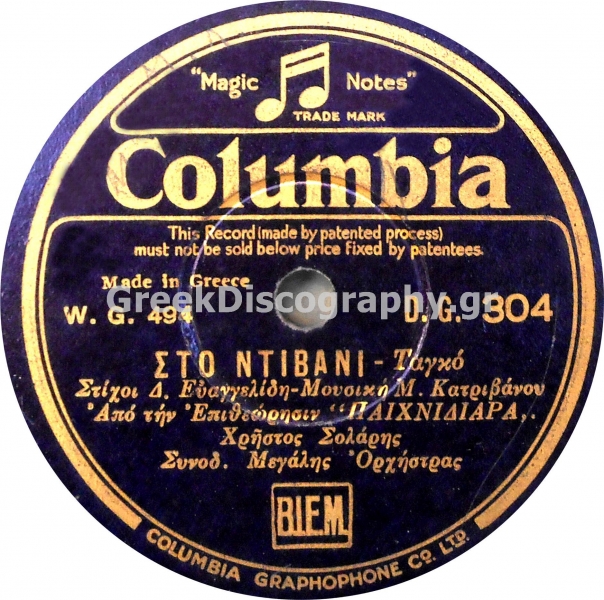 "Magic Notes"
TRADE MARK
Columbia
This Record (made by patented process)
must not be sold below price fixed by patentees.
Made in Greece
GreekDiscography.gr
W. G. 494 D.G. 304
ΣΤΟ ΝΤΙΒΑΝΙ - Ταγκό
Στίχοι Δ. Εὐαγγελίδη-Μουσικὴ Μ. Κατριβάνου
Ἀπό τήν Ἐπιθεώρησιν "ΠΑΙΧΝΙΔΙΑΡΑ,.
Χρῆστος Σολάρης
Συνοδ. Μεγάλης Ὀρχήστρας
B.I.E.M.
COLUMBIA GRAPHOPHONE CO. LTD.